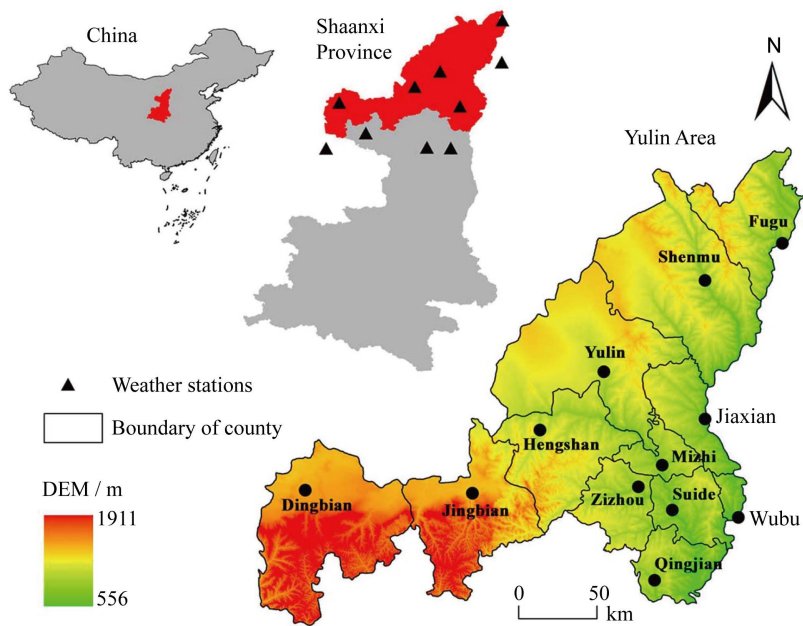 China
Shaanxi
Province
N
Yulin Area
Fugu
Shenmu
Yulin
Weather stations
Jiaxian
Boundary of county
Hengshan
Mizhi
DEM / m
Dingbian
Jingbian
Zizhou
Suide
1911
Wubu
Qingjian
556
0 50
km